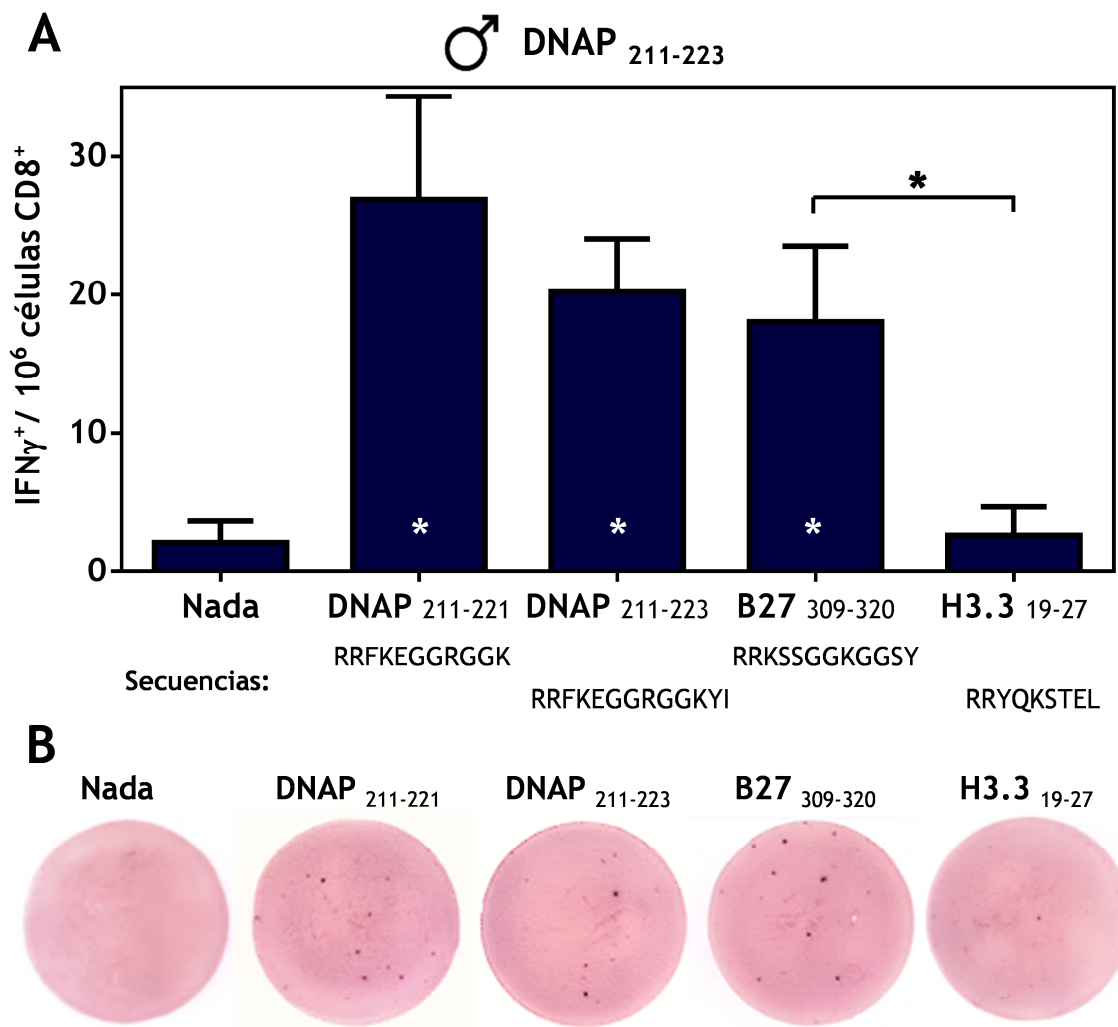 A
♂ DNAP 211-223
IFNγ+ / 10⁶ células CD8+
30
20
10
0
*
* * *
Nada DNAP 211-221 DNAP 211-223 B27 309-320 H3.3 19-27
RRFKEGGRGGK RRKSSGGKGGSY
Secuencias:
RRFKEGGRGGKYI RRYQKSTEL
B
Nada DNAP 211-221 DNAP 211-223 B27 309-320 H3.3 19-27